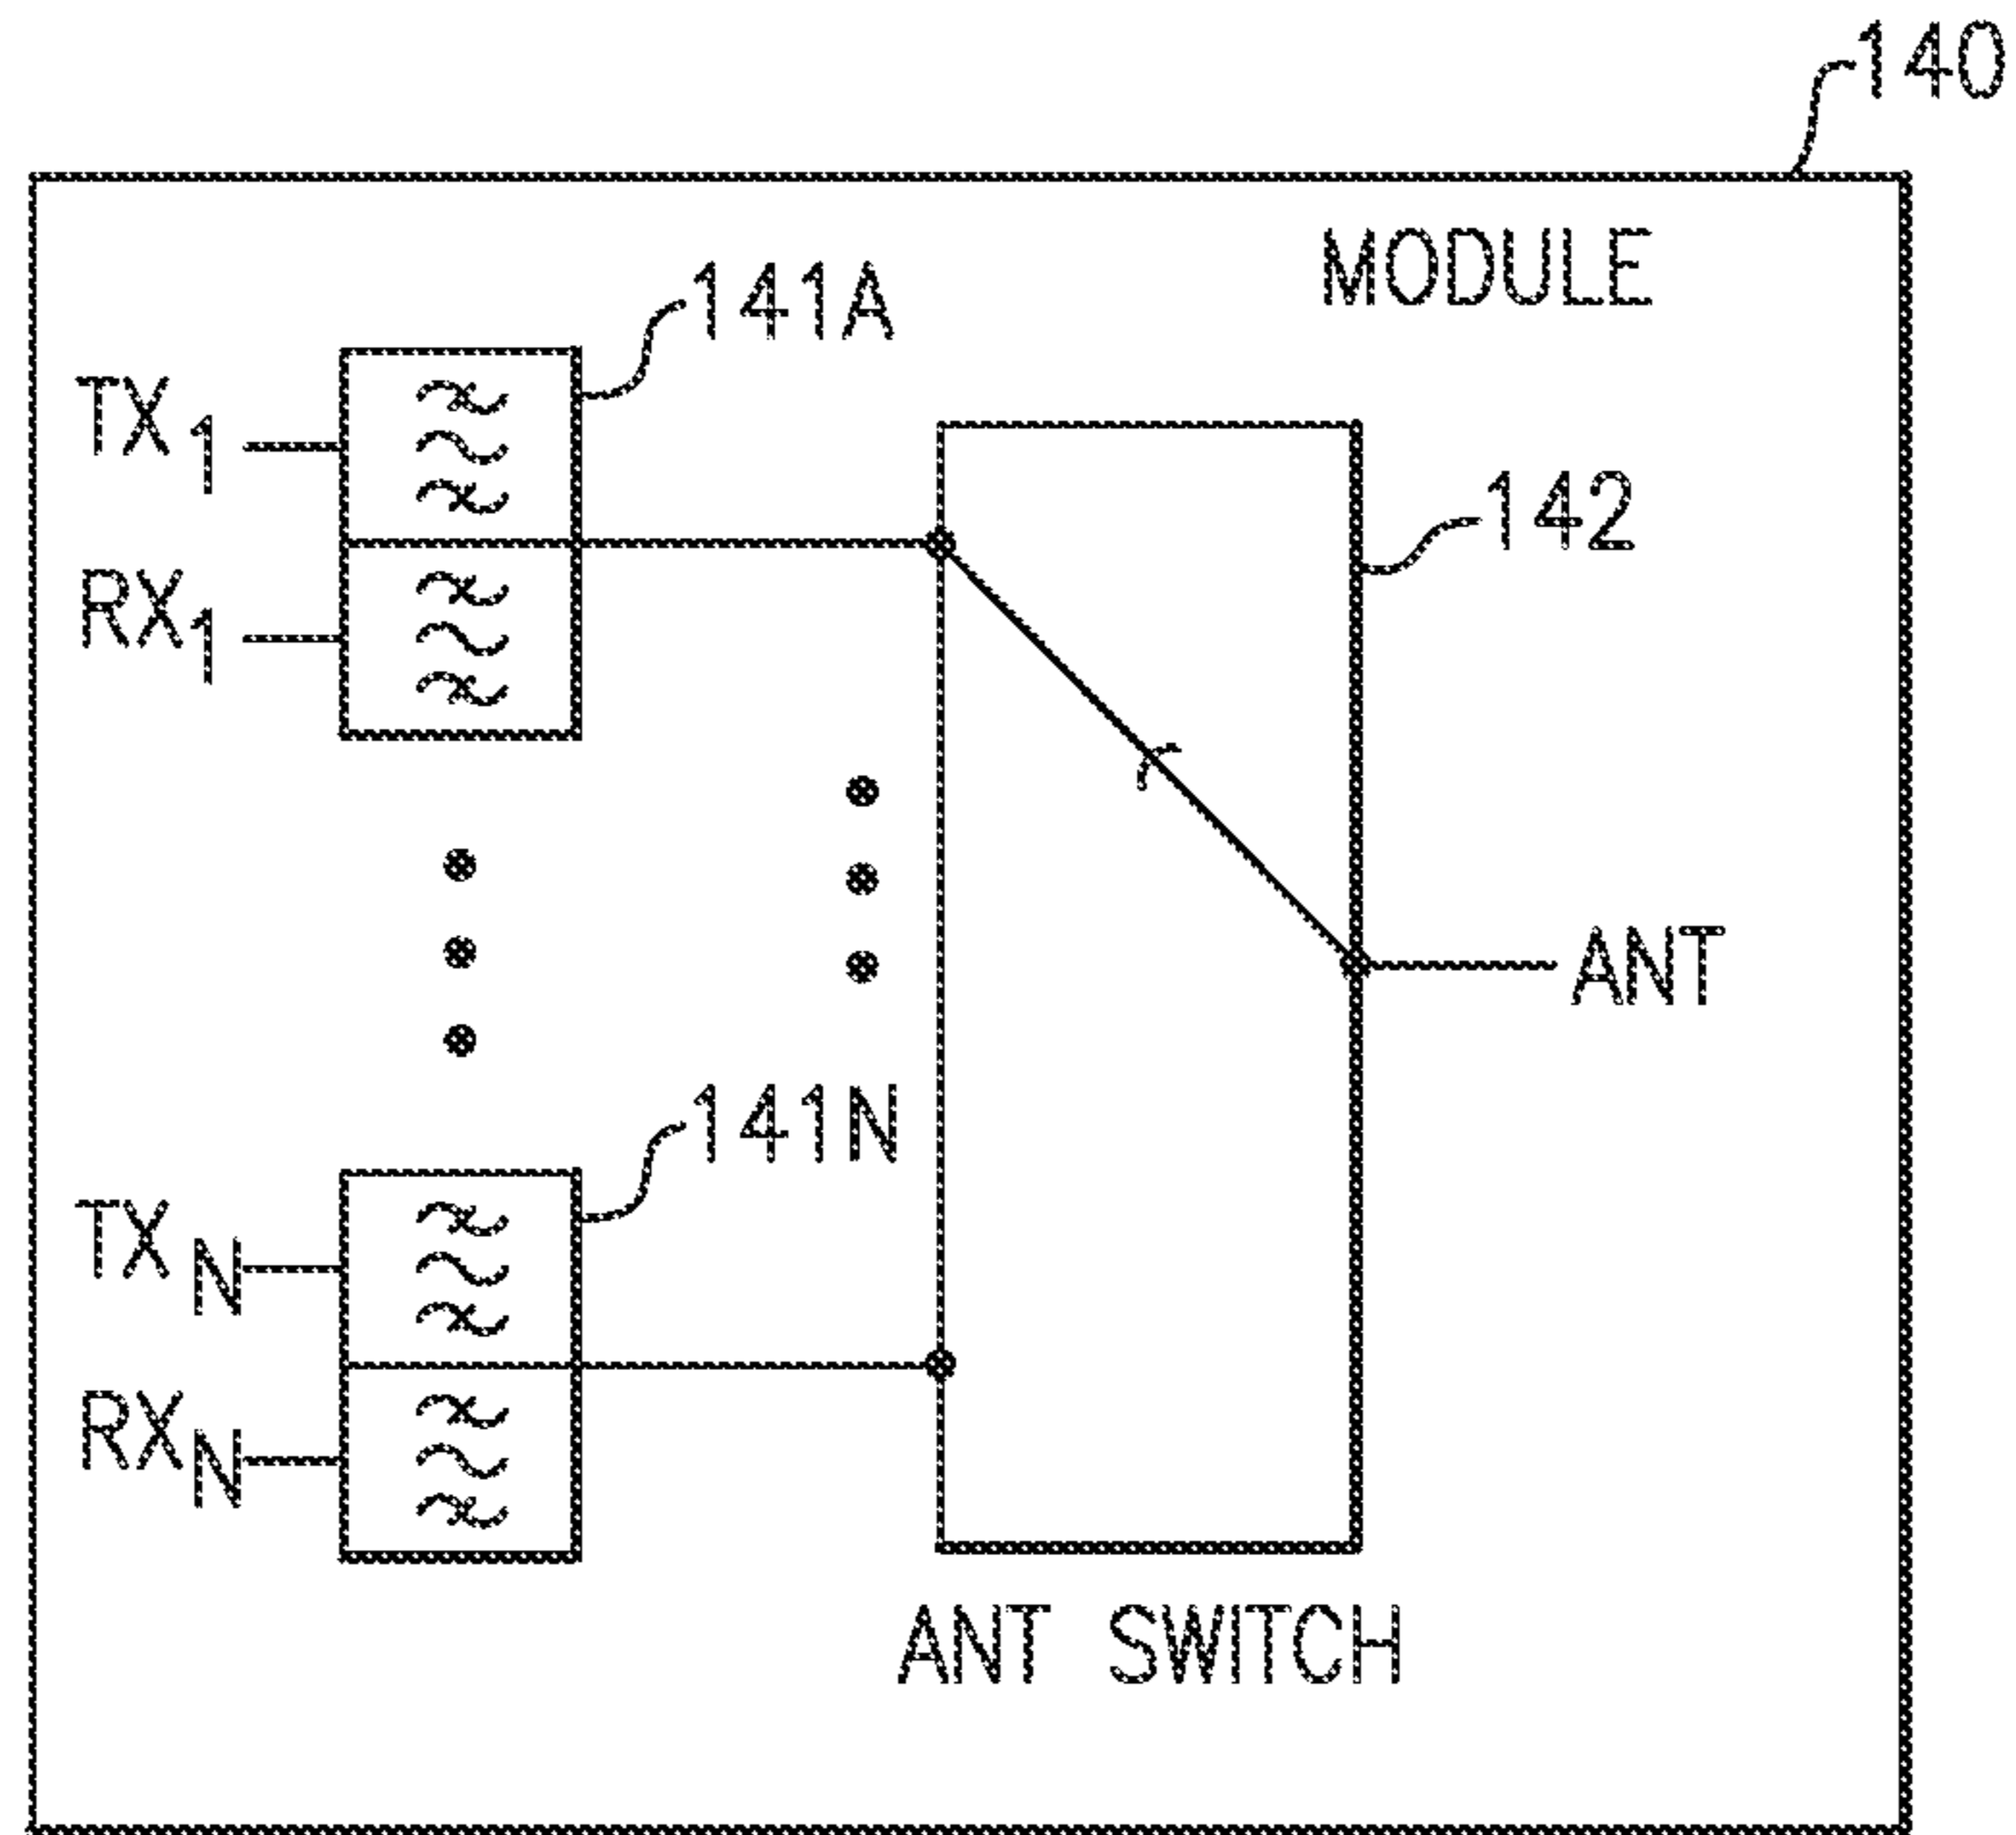 140
MODULE
141A
TX1
142
RX1
ANT
141N
TXN
RXN
ANT SWITCH